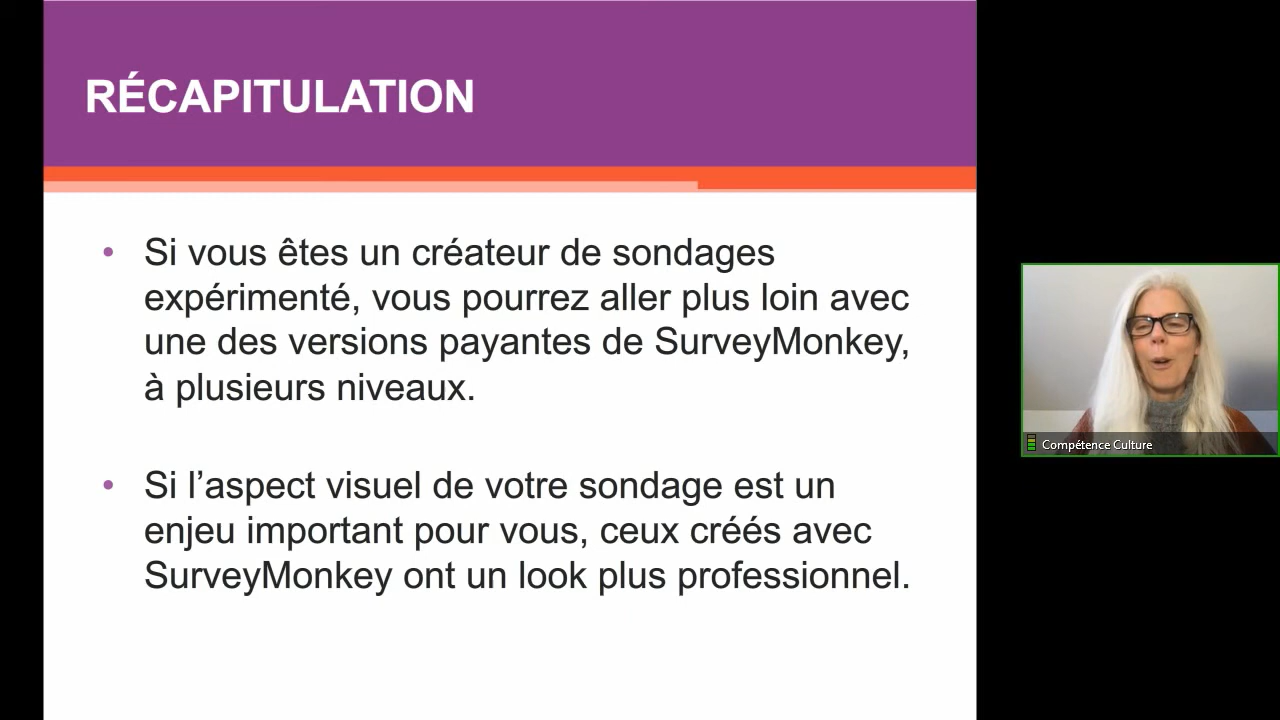 RÉCAPITULATION
• Si vous êtes un créateur de sondages
expérimenté, vous pourrez aller plus loin avec
une des versions payantes de SurveyMonkey,
à plusieurs niveaux.
• Si l’aspect visuel de votre sondage est un
enjeu important pour vous, ceux créés avec
SurveyMonkey ont un look plus professionnel.
Compétence Culture